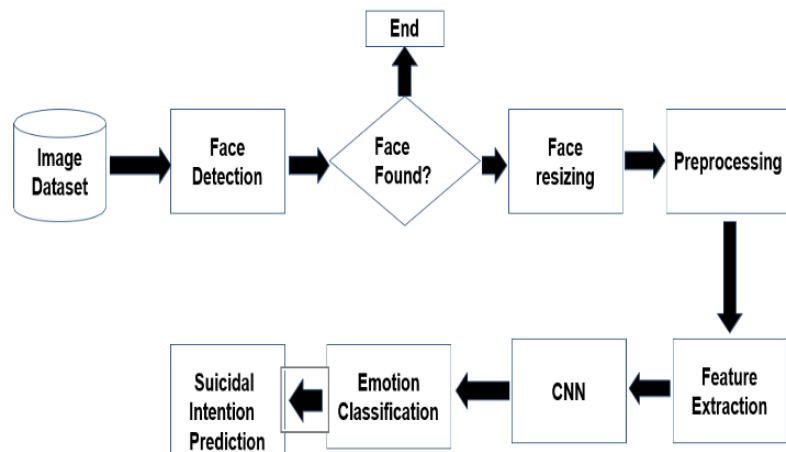 End
Image
Dataset
Face
Detection
Face
Found?
Face
resizing
Preprocessing
Suicidal
Intention
Prediction
Emotion
Classification
CNN
Feature
Extraction